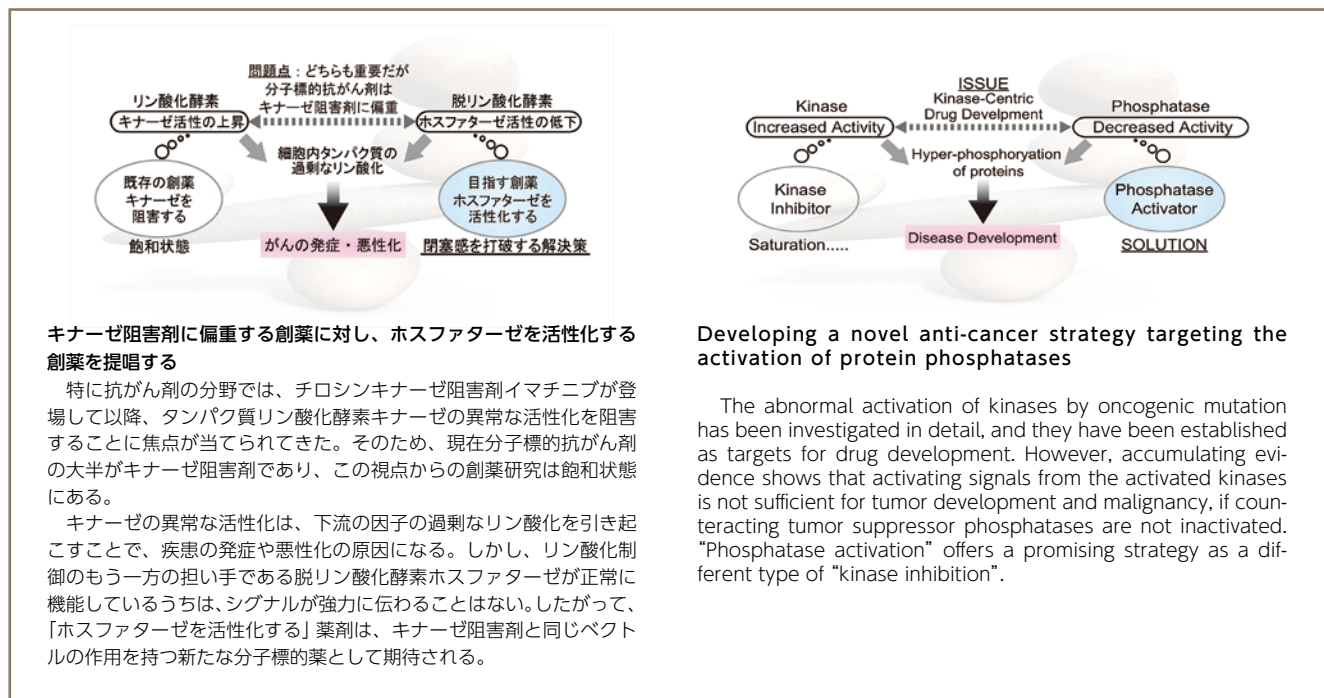 問題点：どちらも重要だが
分子標的抗がん剤は
キナーゼ阻害剤に偏重
リン酸化酵素
キナーゼ活性の上昇
脱リン酸化酵素
ホスファターゼ活性の低下
細胞内タンパク質の
過剰なリン酸化
既存の創薬
キナーゼを
阻害する
飽和状態
がんの発症・悪性化
目指す創薬
ホスファターゼを
活性化する
閉塞感を打破する解決策
キナーゼ阻害剤に偏重する創薬に対し、ホスファターゼを活性化する
創薬を提唱する
特に抗がん剤の分野では、チロシンキナーゼ阻害剤イマチニブが登
場して以降、タンパク質リン酸化酵素キナーゼの異常な活性化を阻害
することに焦点が当てられてきた。そのため、現在分子標的抗がん剤
の大半がキナーゼ阻害剤であり、この視点からの創薬研究は飽和状態
にある。
キナーゼの異常な活性化は、下流の因子の過剰なリン酸化を引き起
こすことで、疾患の発症や悪性化の原因になる。しかし、リン酸化制
御のもう一方の担い手である脱リン酸化酵素ホスファターゼが正常に
機能しているうちは、シグナルが強力に伝わることはない。したがって、
「ホスファターゼを活性化する」薬剤は、キナーゼ阻害剤と同じベクト
ルの作用を持つ新たな分子標的薬として期待される。
ISSUE
Kinase-Centric
Drug Develpment
Kinase
Increased Activity
Phosphatase
Decreased Activity
Hyper-phosphoryation
of proteins
Kinase
Inhibitor
Saturation.....
Disease Development
Phosphatase
Activator
SOLUTION
Developing a novel anti-cancer strategy targeting the
activation of protein phosphatases
The abnormal activation of kinases by oncogenic mutation
has been investigated in detail, and they have been established
as targets for drug development. However, accumulating evi-
dence shows that activating signals from the activated kinases
is not sufficient for tumor development and malignancy, if coun-
teracting tumor suppressor phosphatases are not inactivated.
“Phosphatase activation” offers a promising strategy as a dif-
ferent type of “kinase inhibition”.